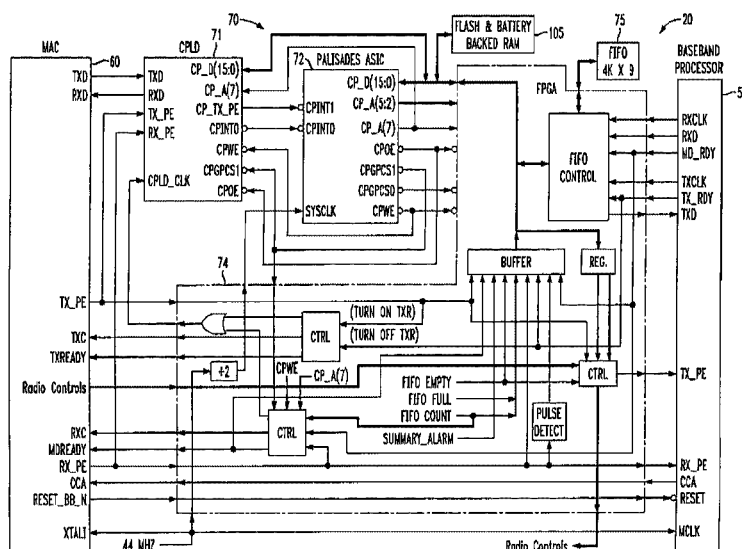 MAC
60
TXD
RXD
TX_PE
RX_PE
CPLD_CLK
TX_PE
TXC
TXREADY
Radio Controls
RXC
MDREADY
RX_PE
CCA
RESET_BB_N
XTALI
44 MHZ
70
71
CPLD
TXD
RXD
CP_D(15:0)
CP_A(7)
CP_TX_PE
CPINTO
CPWE
CPGPCS1
CPOE
PALISADES ASIC
72
CPINT1
CPINTO
SYSCLK
CP_D(15:0)
CP_A(5:2)
CP_A(7)
CPOE
CPGPCS1
CPGPCS0
CPWE
FLASH & BATTERY
BACKED RAM
105
75
FIFO
4K X 9
20
FPGA
FIFO
CONTROL
BASEBAND
PROCESSOR
5
RXCLK
RXD
MD_RDY
TXCLK
TX_RDY
TXD
74
BUFFER
REG.
(TURN ON TXR)
(TURN OFF TXR)
CTRL
÷2
CPWE
CP_A(7)
CTRL
FIFO EMPTY
FIFO FULL
FIFO COUNT
SUMMARY_ALARM
PULSE
DETECT
CTRL
TX_PE
RX_PE
CCA
RESET
MCLK
Radio Controls